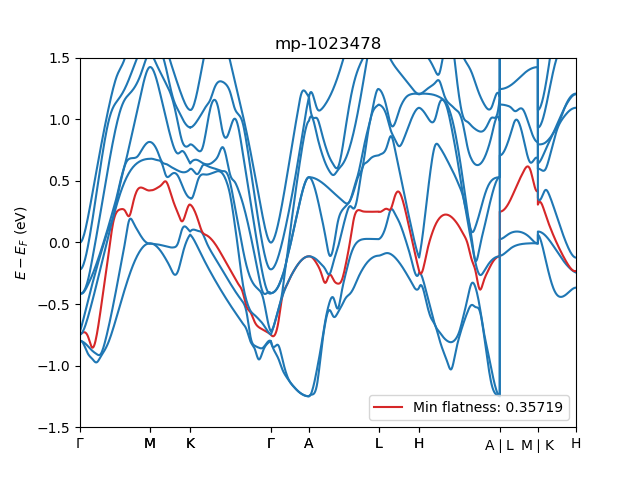 mp-1023478
E − E_F (eV)
1.5
1.0
0.5
0.0
−0.5
−1.0
−1.5
Min flatness: 0.35719
Γ M K Γ A L H A | L M | K H